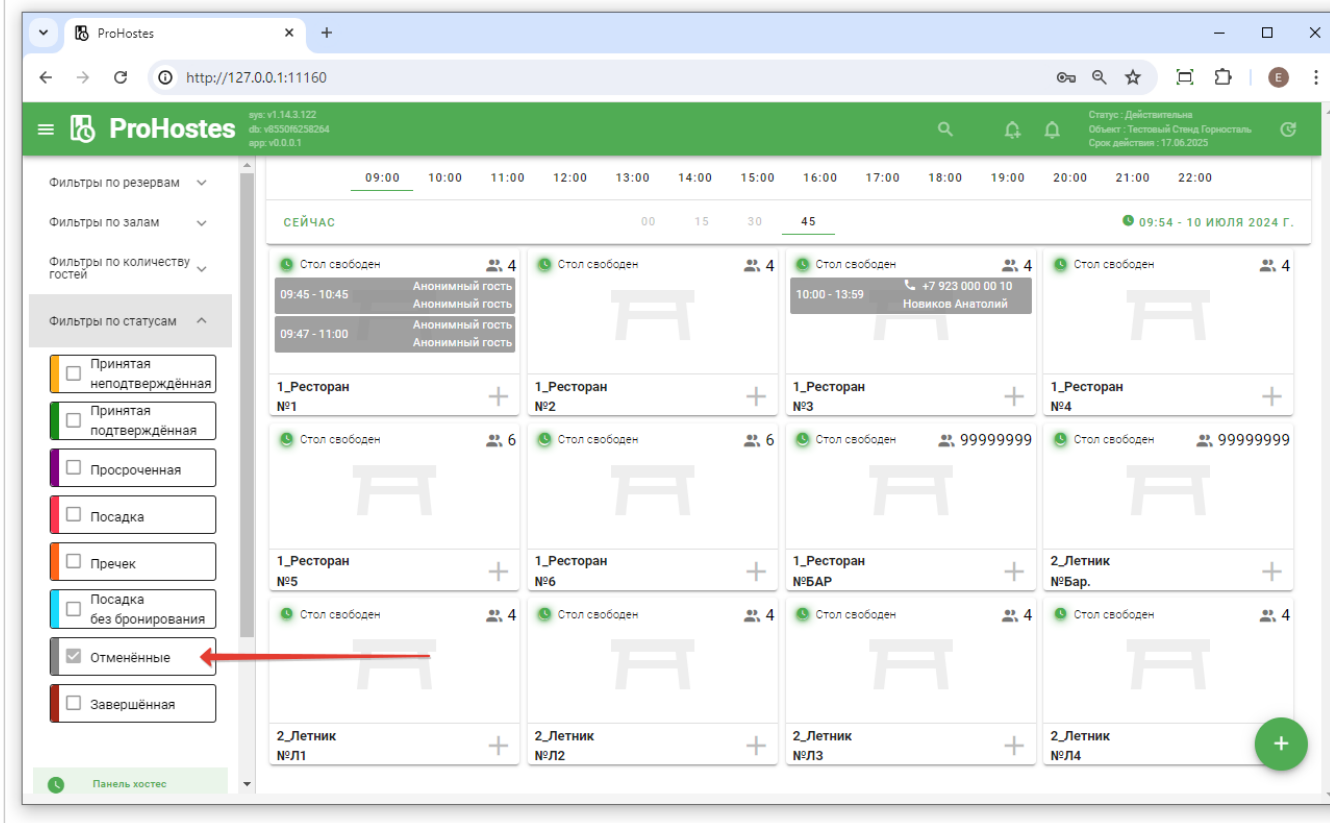 ProHostes
http://127.0.0.1:11160
E
ProHostes
sys: v1.14.3.122
db: v8550f6258264
app: v0.0.0.1
Статус : Действительна
Объект : Тестовый Стенд Горносталь
Срок действия : 17.06.2025
Фильтры по резервам
Фильтры по залам
Фильтры по количеству
гостей
Фильтры по статусам
Принятая
неподтверждённая
Принятая
подтверждённая
Просроченная
Посадка
Пречек
Посадка
без бронирования
Отменённые
Завершённая
Панель хостес
09:00 10:00 11:00 12:00 13:00 14:00 15:00 16:00 17:00 18:00 19:00 20:00 21:00 22:00
СЕЙЧАС 00 15 30 45 09:54 - 10 ИЮЛЯ 2024 Г.
Стол свободен 4
09:45 - 10:45 Анонимный гость
Анонимный гость
09:47 - 11:00 Анонимный гость
Анонимный гость
1_Ресторан
№1
Стол свободен 4
1_Ресторан
№2
Стол свободен 4
10:00 - 13:59 +7 923 000 00 10
Новиков Анатолий
1_Ресторан
№3
Стол свободен 4
1_Ресторан
№4
Стол свободен 6
1_Ресторан
№5
Стол свободен 6
1_Ресторан
№6
Стол свободен 99999999
1_Ресторан
№БАР
Стол свободен 99999999
2_Летник
№Бар.
Стол свободен 4
2_Летник
№Л1
Стол свободен 4
2_Летник
№Л2
Стол свободен 4
2_Летник
№Л3
Стол свободен 4
2_Летник
№Л4